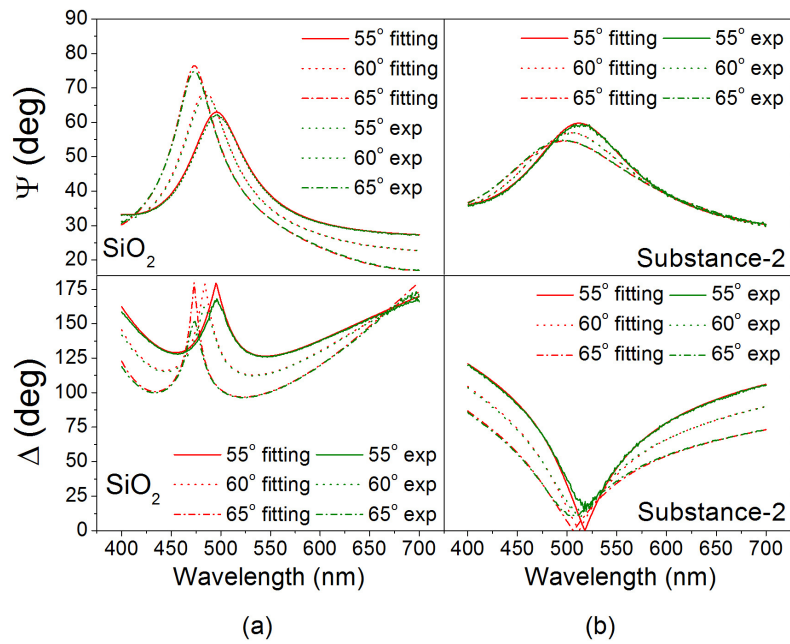 90
80
70
60
50
40
30
20
Ψ (deg)
55° fitting
60° fitting
65° fitting
55° exp
60° exp
65° exp
SiO₂
55° fitting 55° exp
60° fitting 60° exp
65° fitting 65° exp
Substance-2
175
150
125
100
75
50
25
0
Δ (deg)
SiO₂
55° fitting 55° exp
60° fitting 60° exp
65° fitting 65° exp
55° fitting 55° exp
60° fitting 60° exp
65° fitting 65° exp
Substance-2
400 450 500 550 600 650 700
400 450 500 550 600 650 700
Wavelength (nm)
Wavelength (nm)
(a)
(b)